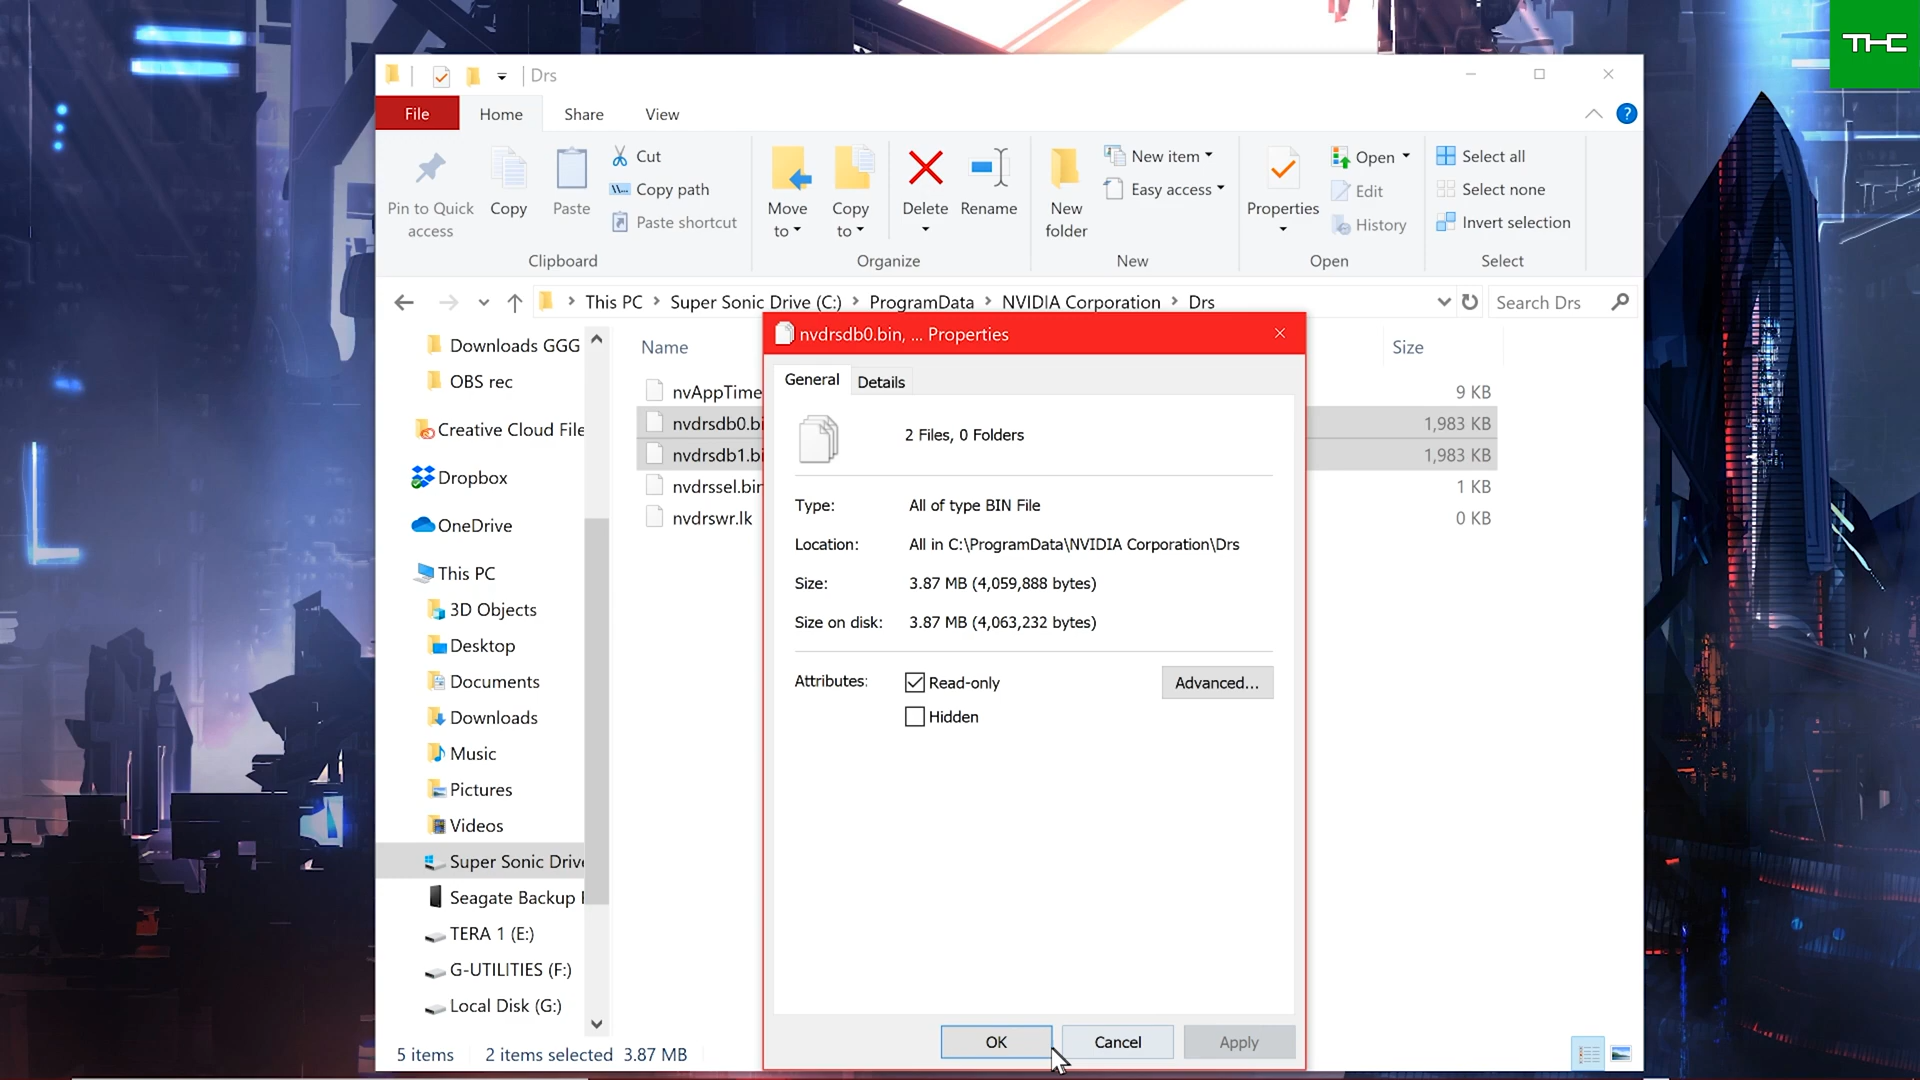 THC
Drs
File
Home
Share
View
Pin to Quick access
Copy
Paste
Cut
Copy path
Paste shortcut
Clipboard
Move to
Copy to
Delete
Rename
Organize
New folder
New item
Easy access
New
Properties
Open
Edit
History
Open
Select all
Select none
Invert selection
Select
This PC > Super Sonic Drive (C:) > ProgramData > NVIDIA Corporation > Drs
Search Drs
Downloads GGG
OBS rec
Creative Cloud File
Dropbox
OneDrive
This PC
3D Objects
Desktop
Documents
Downloads
Music
Pictures
Videos
Super Sonic Drive
Seagate Backup
TERA 1 (E:)
G-UTILITIES (F:)
Local Disk (G:)
Name
Size
nvAppTime
9 KB
nvdrsdb0.bi
1,983 KB
nvdrsdb1.bi
1,983 KB
nvdrssel.bin
1 KB
nvdrswr.lk
0 KB
nvdrsdb0.bin, ... Properties
General
Details
2 Files, 0 Folders
Type: All of type BIN File
Location: All in C:\ProgramData\NVIDIA Corporation\Drs
Size: 3.87 MB (4,059,888 bytes)
Size on disk: 3.87 MB (4,063,232 bytes)
Attributes:
Read-only
Advanced...
Hidden
OK
Cancel
Apply
5 items
2 items selected 3.87 MB